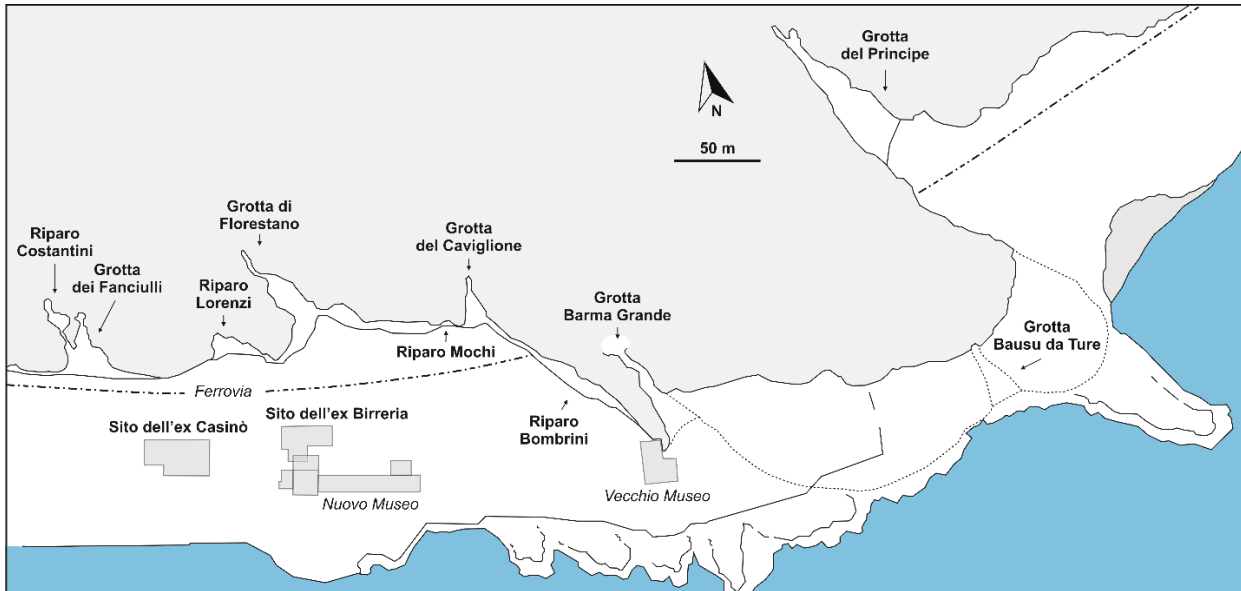 Grotta
del Principe
N
50 m
Grotta di
Florestano
Riparo
Costantini
Grotta
dei Fanciulli
Riparo
Lorenzi
Grotta
del Caviglione
Grotta
Barma Grande
Riparo Mochi
Grotta
Bausu da Ture
Ferrovia
Sito dell'ex Casinò
Sito dell'ex Birreria
Riparo
Bombrini
Nuovo Museo
Vecchio Museo